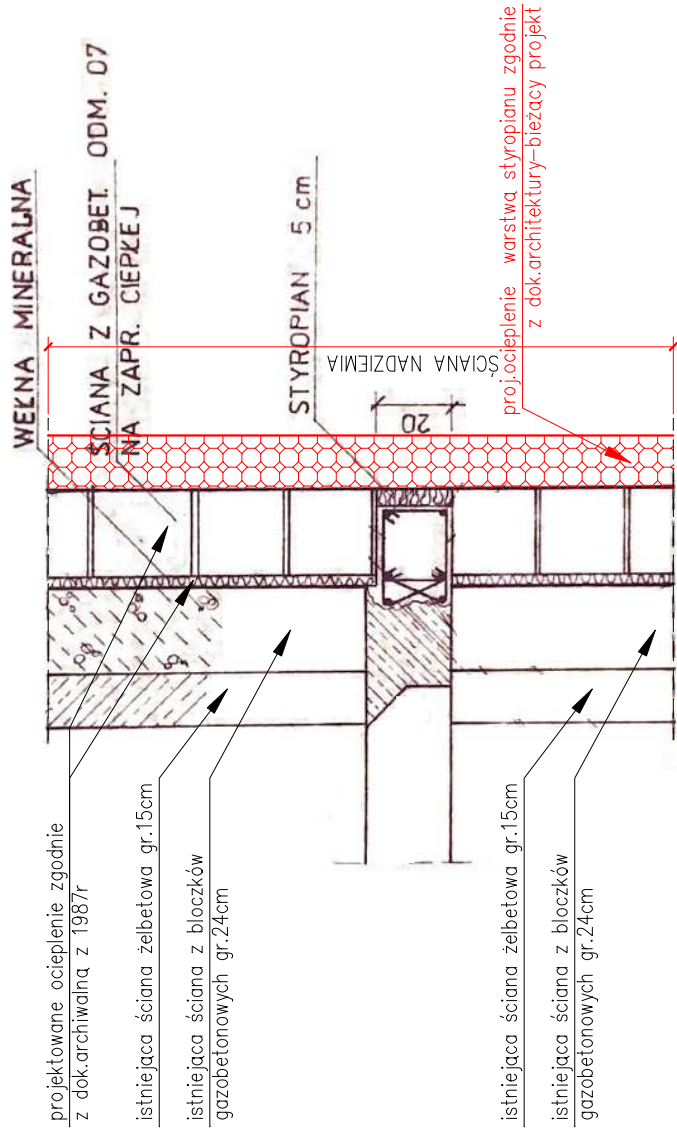 WEŁNA MINERALNA
ŚCIANA Z GAZOBET. ODM. 07
NA ZAPR. CIEPŁEJ
STYROPIAN 5 cm
20
ŚCIANA NADZIEMIA
proj.ocieplenie warstwą styropianu zgodnie
z dok.architektury-bieżący projekt
projektowane ocieplenie zgodnie
z dok.archiwalną z 1987r
istniejąca ściana żelbetowa gr.15cm
istniejąca ściana z bloczków
gazobetonowych gr.24cm
istniejąca ściana żelbetowa gr.15cm
istniejąca ściana z bloczków
gazobetonowych gr.24cm